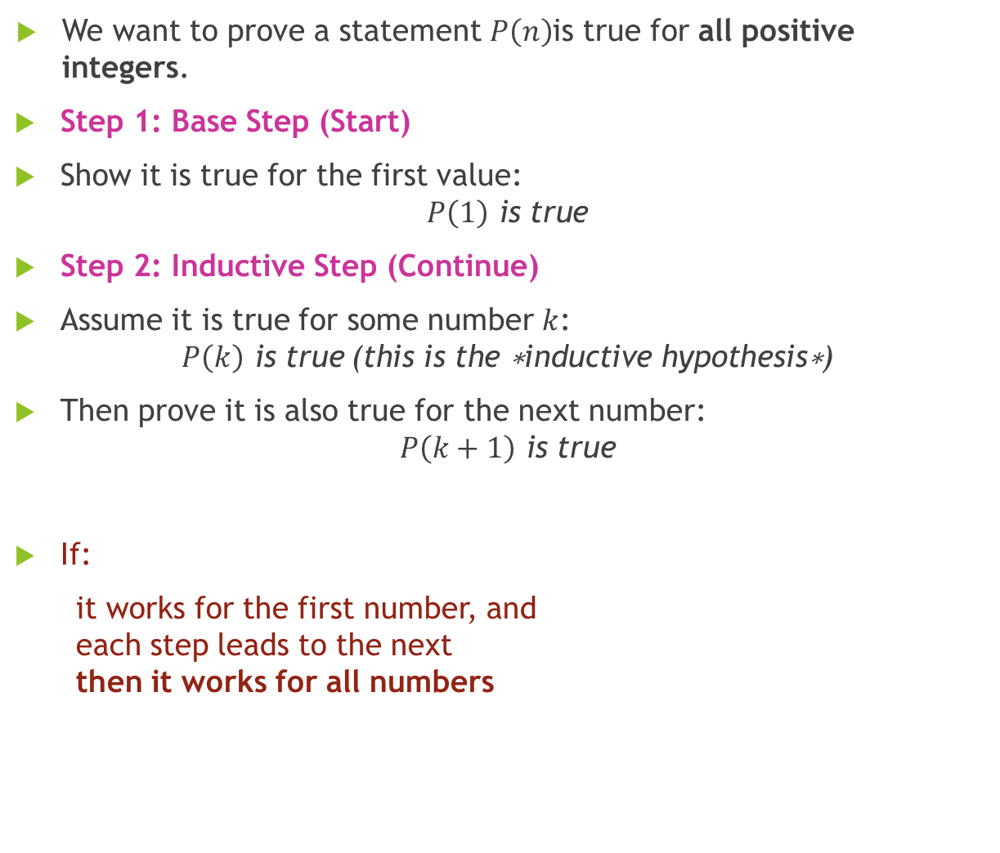 We want to prove a statement P(n)is true for all positive
integers.
Step 1: Base Step (Start)
Show it is true for the first value:
P(1) is true
Step 2: Inductive Step (Continue)
Assume it is true for some number k:
P(k) is true (this is the ∗inductive hypothesis∗)
Then prove it is also true for the next number:
P(k + 1) is true
If:
it works for the first number, and
each step leads to the next
then it works for all numbers